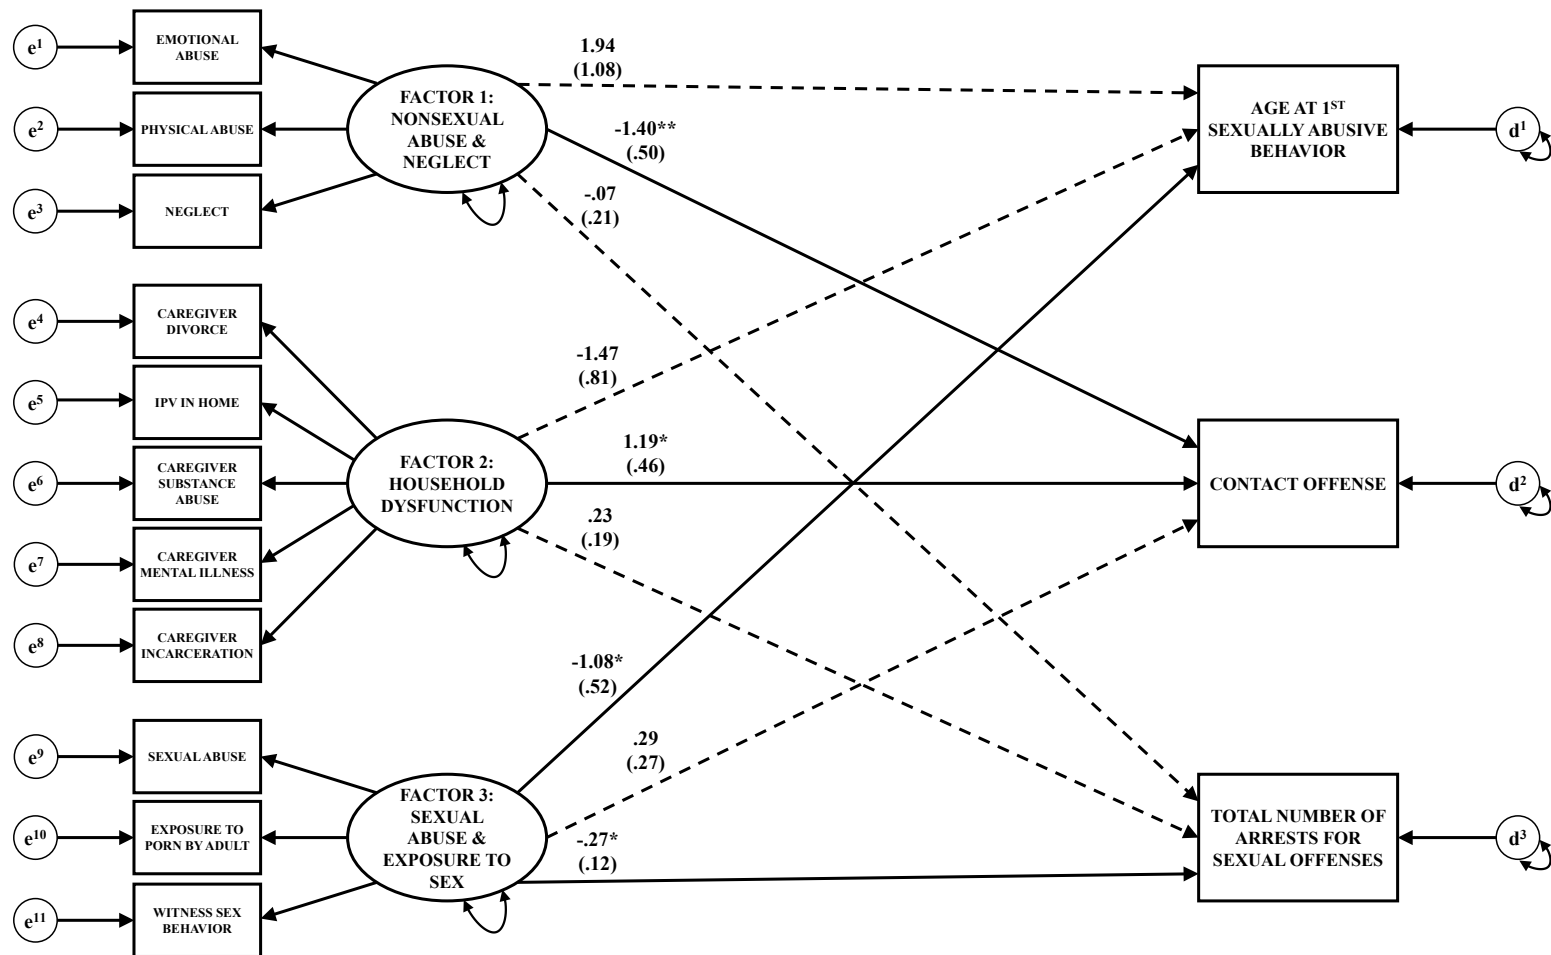 e1
EMOTIONAL
ABUSE
e2
PHYSICAL ABUSE
e3
NEGLECT
FACTOR 1:
NONSEXUAL
ABUSE &
NEGLECT
1.94
(1.08)
-1.40**
(.50)
-.07
(.21)
AGE AT 1ST
SEXUALLY ABUSIVE
BEHAVIOR
d1
e4
CAREGIVER
DIVORCE
e5
IPV IN HOME
e6
CAREGIVER
SUBSTANCE
ABUSE
e7
CAREGIVER
MENTAL ILLNESS
e8
CAREGIVER
INCARCERATION
FACTOR 2:
HOUSEHOLD
DYSFUNCTION
-1.47
(.81)
1.19*
(.46)
.23
(.19)
CONTACT OFFENSE
d2
e9
SEXUAL ABUSE
e10
EXPOSURE TO
PORN BY ADULT
e11
WITNESS SEX
BEHAVIOR
FACTOR 3:
SEXUAL
ABUSE &
EXPOSURE TO
SEX
-1.08*
(.52)
.29
(.27)
-.27*
(.12)
TOTAL NUMBER OF
ARRESTS FOR
SEXUAL OFFENSES
d3